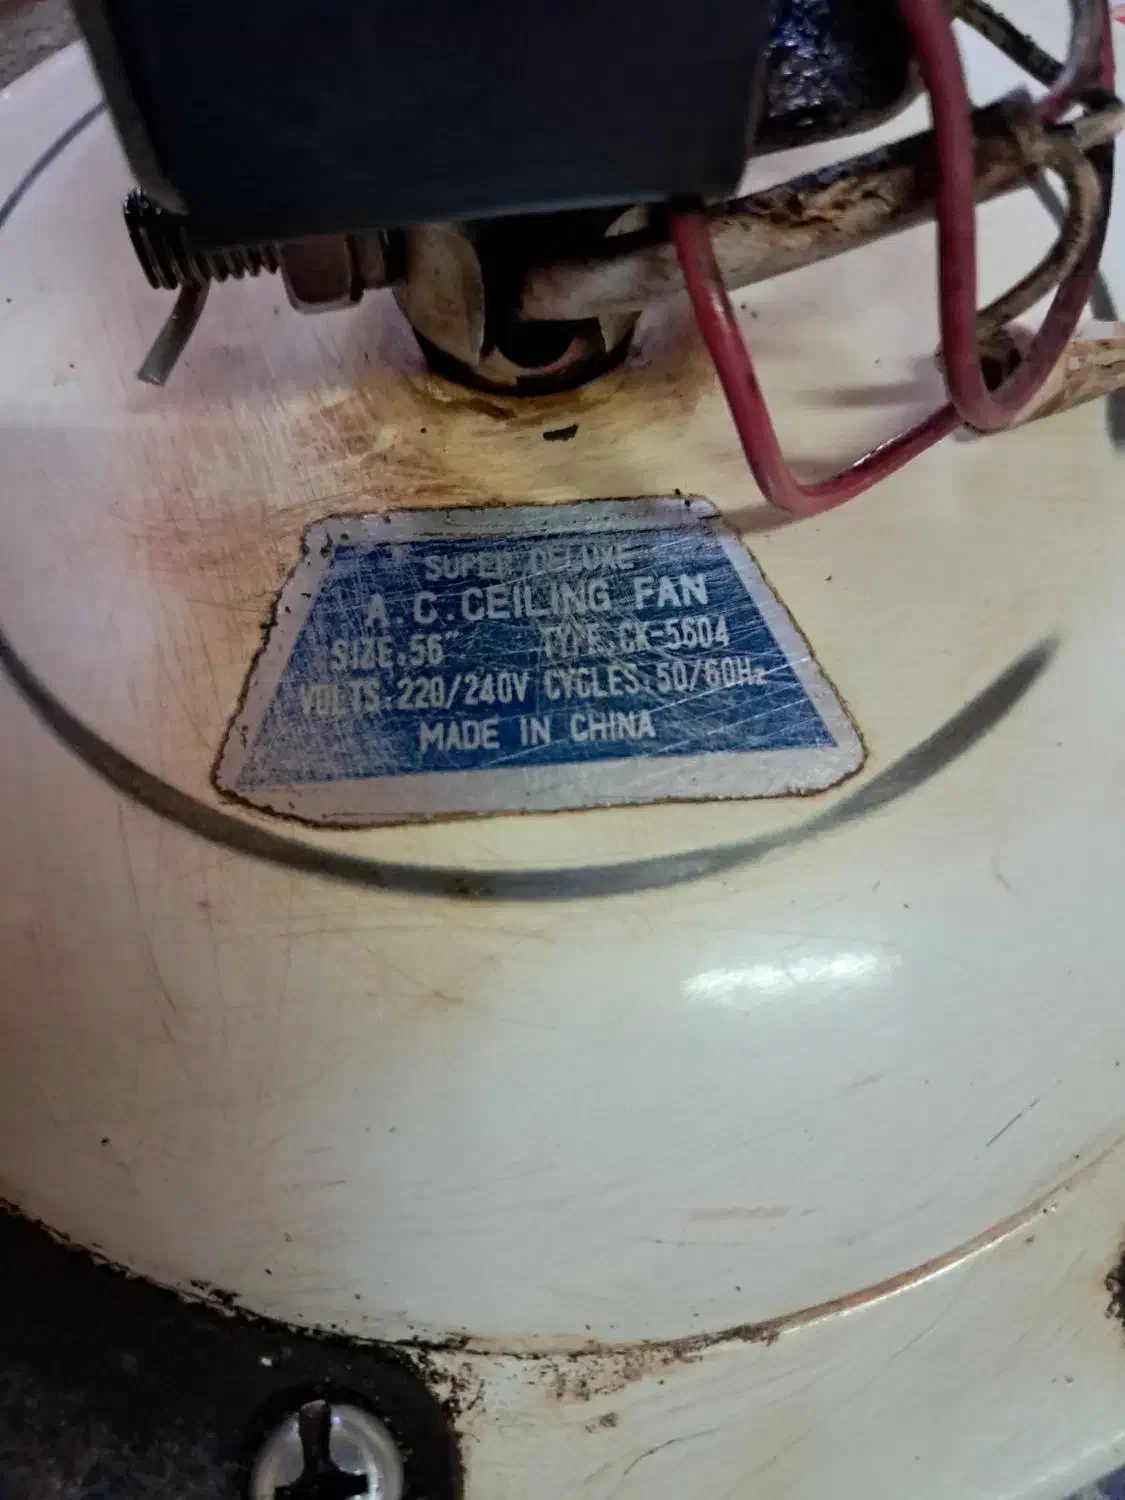 SUPER DELUXE
A.C.CEILING FAN
SIZE.56" TYPE.CK-5604
VOLTS.220/240V CYCLES.50/60Hz
MADE IN CHINA